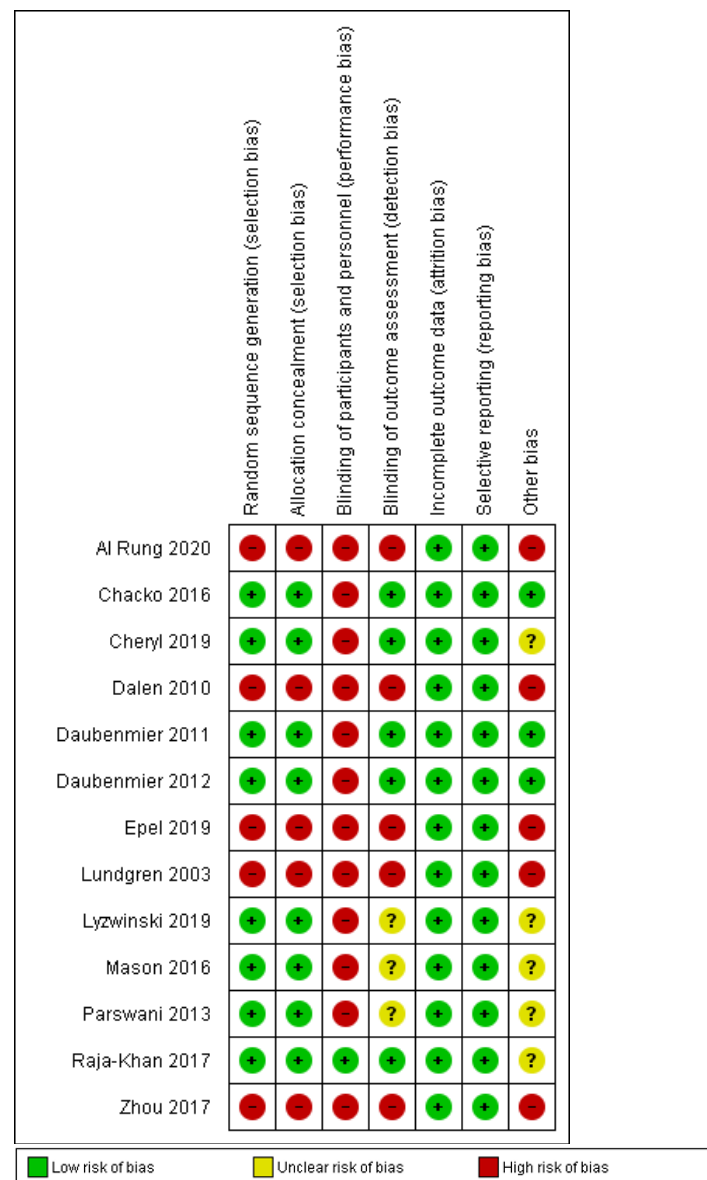 Random sequence generation (selection bias)
Allocation concealment (selection bias)
Blinding of participants and personnel (performance bias)
Blinding of outcome assessment (detection bias)
Incomplete outcome data (attrition bias)
Selective reporting (reporting bias)
Other bias
Al Rung 2020 - - - - + + -
Chacko 2016 + + - + + + +
Cheryl 2019 + + - + + + ?
Dalen 2010 - - - - + + -
Daubenmier 2011 + + - + + + +
Daubenmier 2012 + + - + + + +
Epel 2019 - - - - + + -
Lundgren 2003 - - - - + + -
Lyzwinski 2019 + + - ? + + ?
Mason 2016 + + - ? + + ?
Parswani 2013 + + - ? + + ?
Raja-Khan 2017 + + + + + + ?
Zhou 2017 - - - - + + -
Low risk of bias Unclear risk of bias High risk of bias